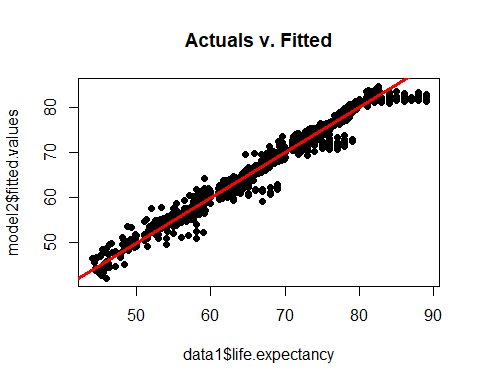 Actuals v. Fitted
model2$fitted.values
80
70
60
50
50 60 70 80 90
data1$life.expectancy